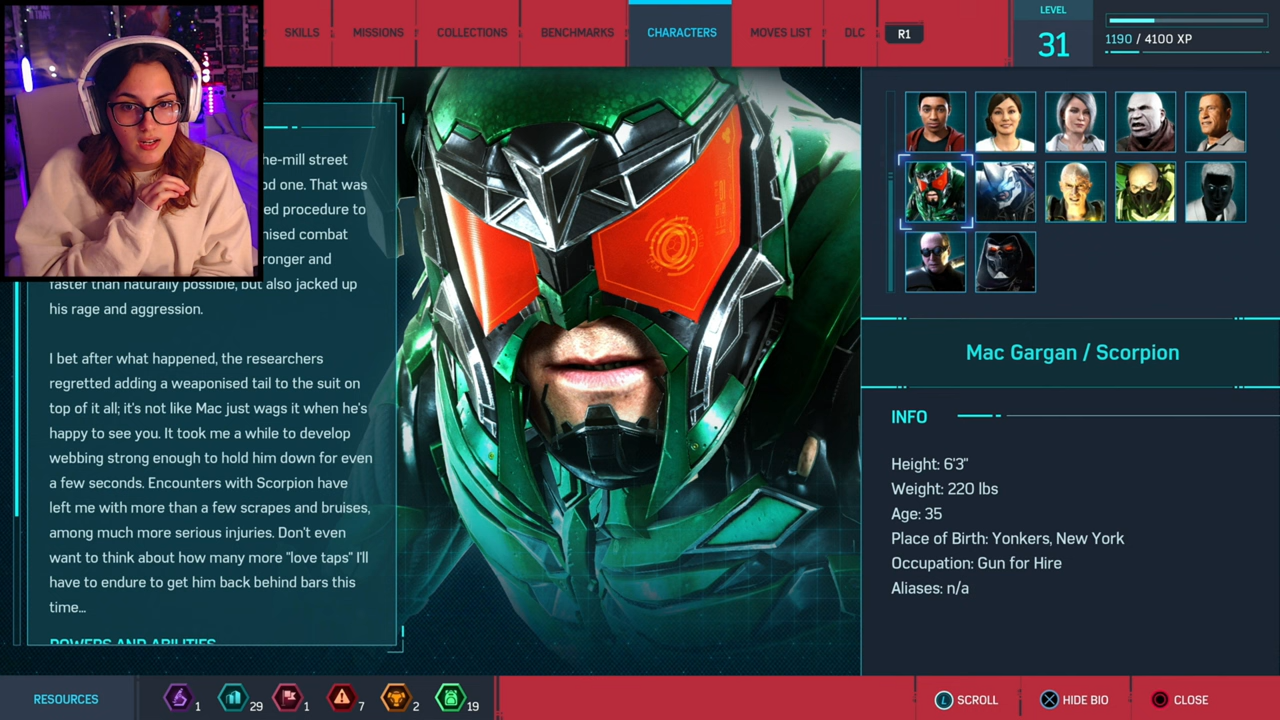 SKILLS
MISSIONS
COLLECTIONS
BENCHMARKS
CHARACTERS
MOVES LIST
DLC
R1
LEVEL
31
1190 / 4100 XP
he-mill street
od one. That was
ed procedure to
nised combat
ronger and
faster than naturally possible, but also jacked up
his rage and aggression.
I bet after what happened, the researchers
regretted adding a weaponised tail to the suit on
top of it all; it's not like Mac just wags it when he's
happy to see you. It took me a while to develop
webbing strong enough to hold him down for even
a few seconds. Encounters with Scorpion have
left me with more than a few scrapes and bruises,
among much more serious injuries. Don't even
want to think about how many more "love taps" I'll
have to endure to get him back behind bars this
time...
POWERS AND ABILITIES
Mac Gargan / Scorpion
INFO
Height: 6'3"
Weight: 220 lbs
Age: 35
Place of Birth: Yonkers, New York
Occupation: Gun for Hire
Aliases: n/a
RESOURCES
1
29
1
7
2
19
L SCROLL
HIDE BIO
CLOSE